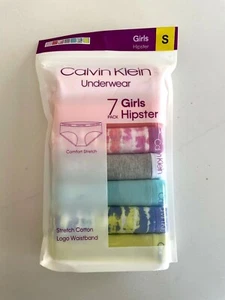 Girls
Hipster
S
Calvin Klein
Underwear
7 Girls
PACK Hipster
Comfort Stretch
Stretch Cotton
Logo Waistband